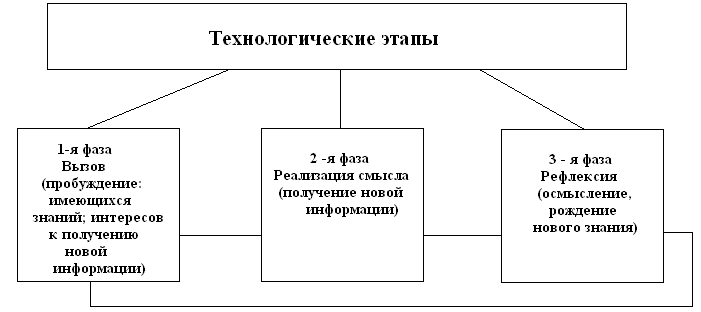 Технологические этапы
1-я фаза
Вызов
(пробуждение:
имеющихся
знаний; интересов
к получению
новой
информации)
2 -я фаза
Реализация смысла
(получение новой
информации)
3 - я фаза
Рефлексия
(осмысление,
рождение
нового знания)